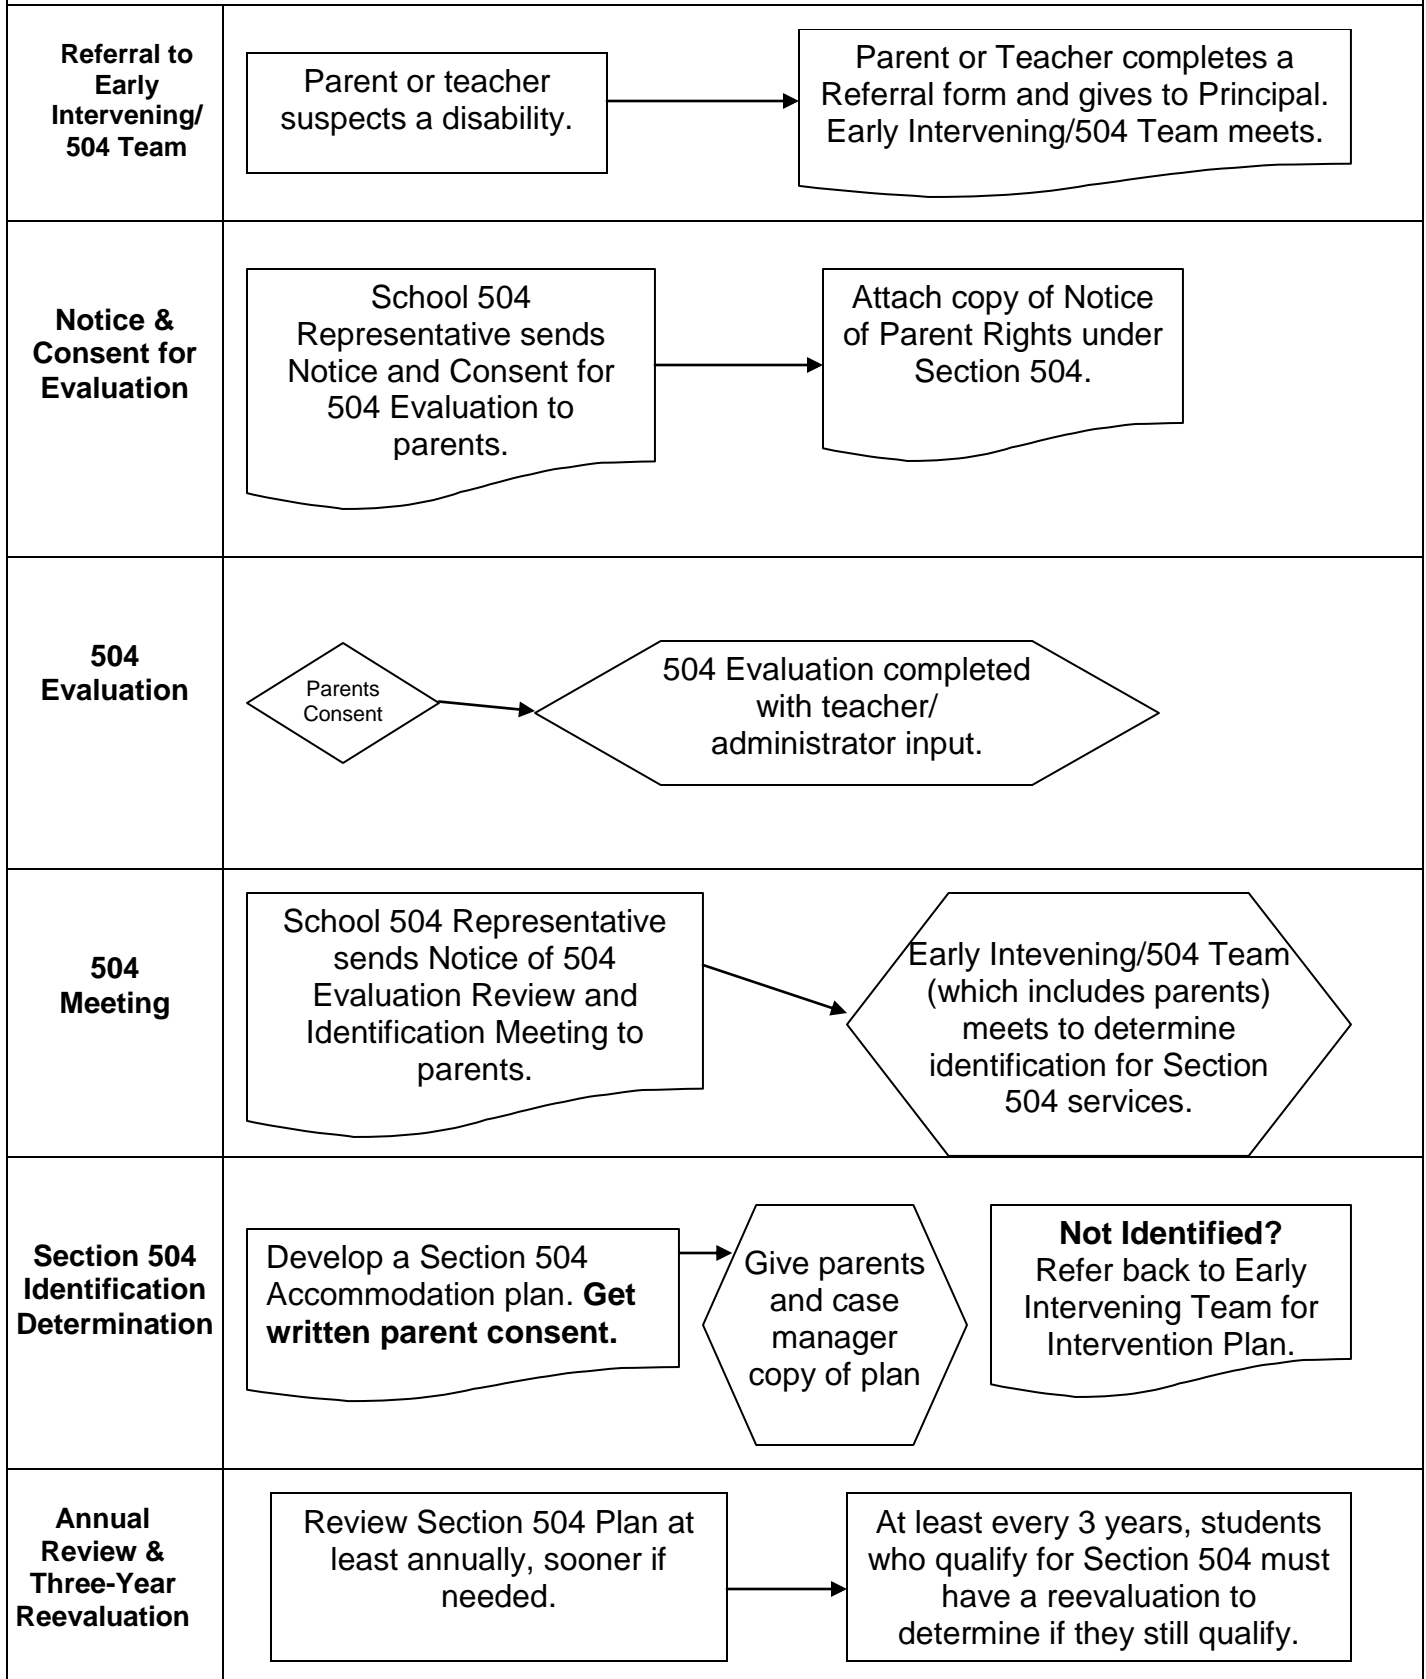 Referral to
Early
Intervening/
504 Team
Parent or teacher
suspects a disability.
Parent or Teacher completes a
Referral form and gives to Principal.
Early Intervening/504 Team meets.
Notice &
Consent for
Evaluation
School 504
Representative sends
Notice and Consent for
504 Evaluation to
parents.
Attach copy of Notice
of Parent Rights under
Section 504.
504
Evaluation
Parents
Consent
504 Evaluation completed
with teacher/
administrator input.
504
Meeting
School 504 Representative
sends Notice of 504
Evaluation Review and
Identification Meeting to
parents.
Early Intevening/504 Team
(which includes parents)
meets to determine
identification for Section
504 services.
Section 504
Identification
Determination
Develop a Section 504
Accommodation plan. Get
written parent consent.
Give parents
and case
manager
copy of plan
Not Identified?
Refer back to Early
Intervening Team for
Intervention Plan.
Annual
Review &
Three-Year
Reevaluation
Review Section 504 Plan at
least annually, sooner if
needed.
At least every 3 years, students
who qualify for Section 504 must
have a reevaluation to
determine if they still qualify.